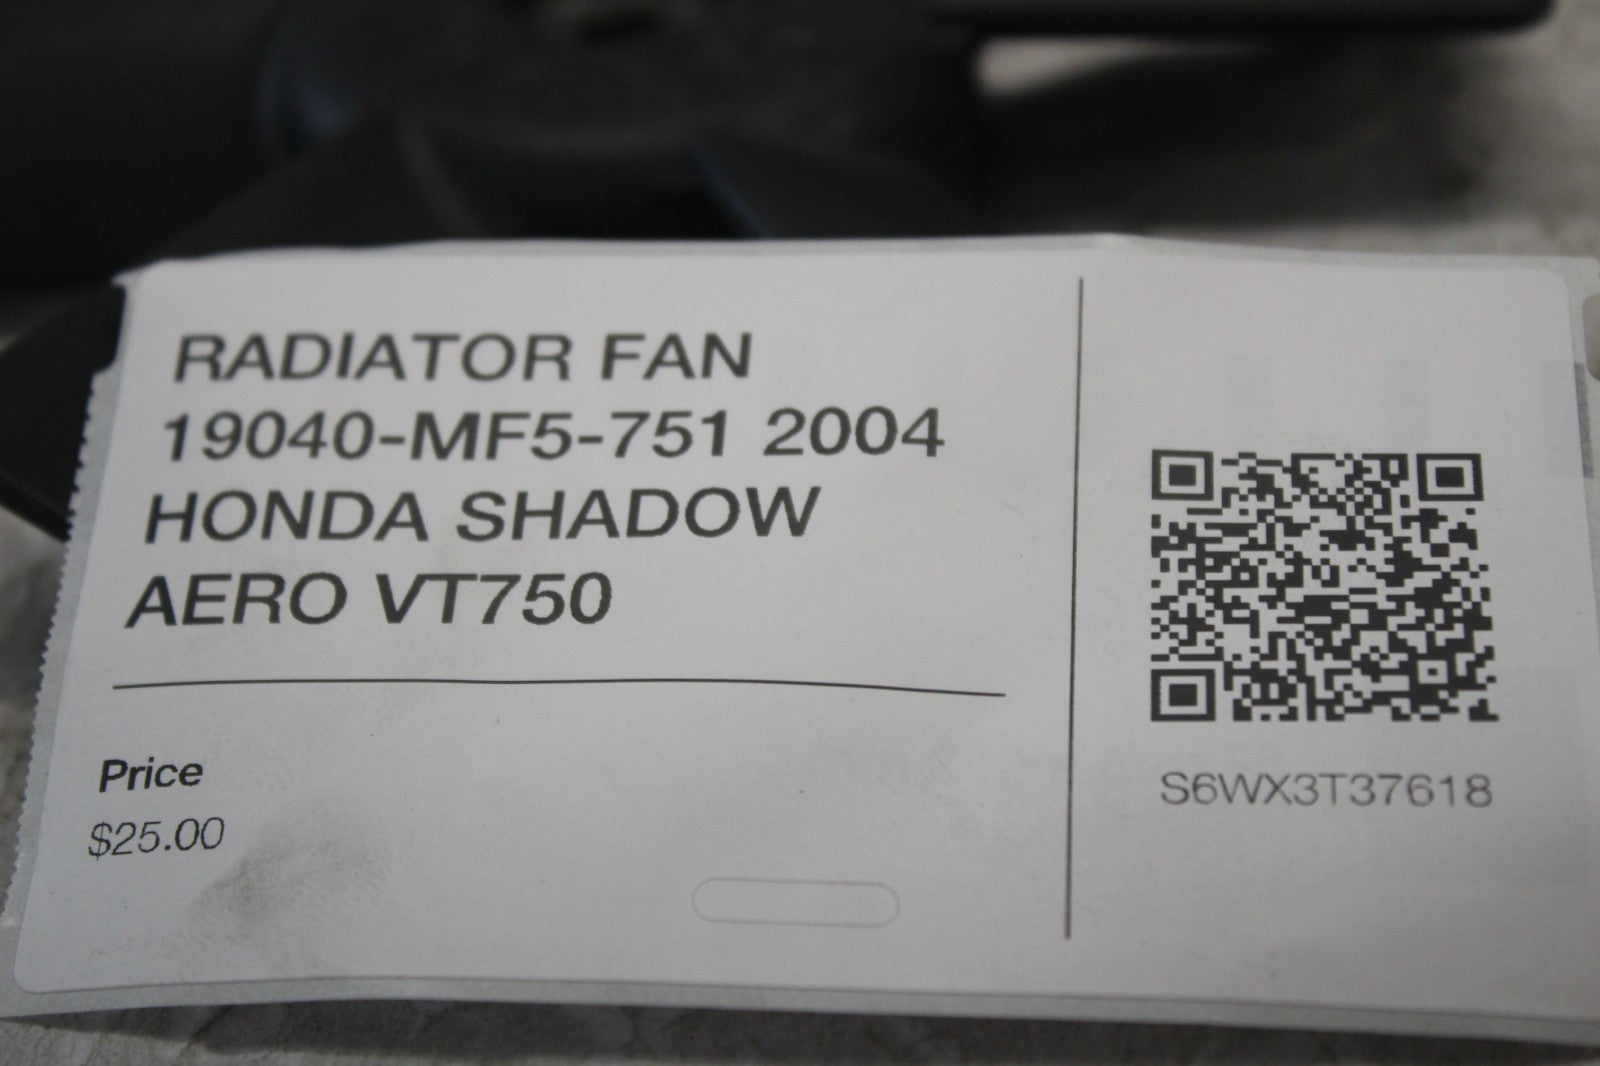 RADIATOR FAN
19040-MF5-751 2004
HONDA SHADOW
AERO VT750
Price
$25.00
S6WX3T37618